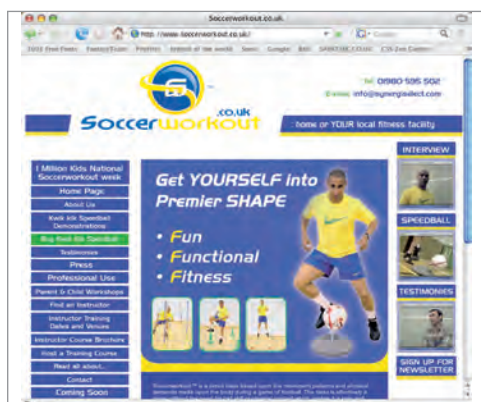 Soccerworkout.co.uk
http://www.soccerworkout.co.uk/
Google
Tel: 01980 595 502
info@synergieselect.com
Soccerworkout
.co.uk
: home or YOUR local fitness facility
1 Million Kids National
Soccerworkout week
Home Page
About Us
Kwik kik Speedball
Demonstrations
Buy Kwik kik Speedball
Testimonies
Press
Professional Use
Parent & Child Workshops
Find an Instructor
Instructor Training
Dates and Venues
Instructor Course Brochure
Host a Training Course
Read all about...
Contact
Coming Soon
Get YOURSELF into
Premier SHAPE
• Fun
• Functional
• Fitness
INTERVIEW
SPEEDBALL
TESTIMONIES
SIGN UP FOR
NEWSLETTER